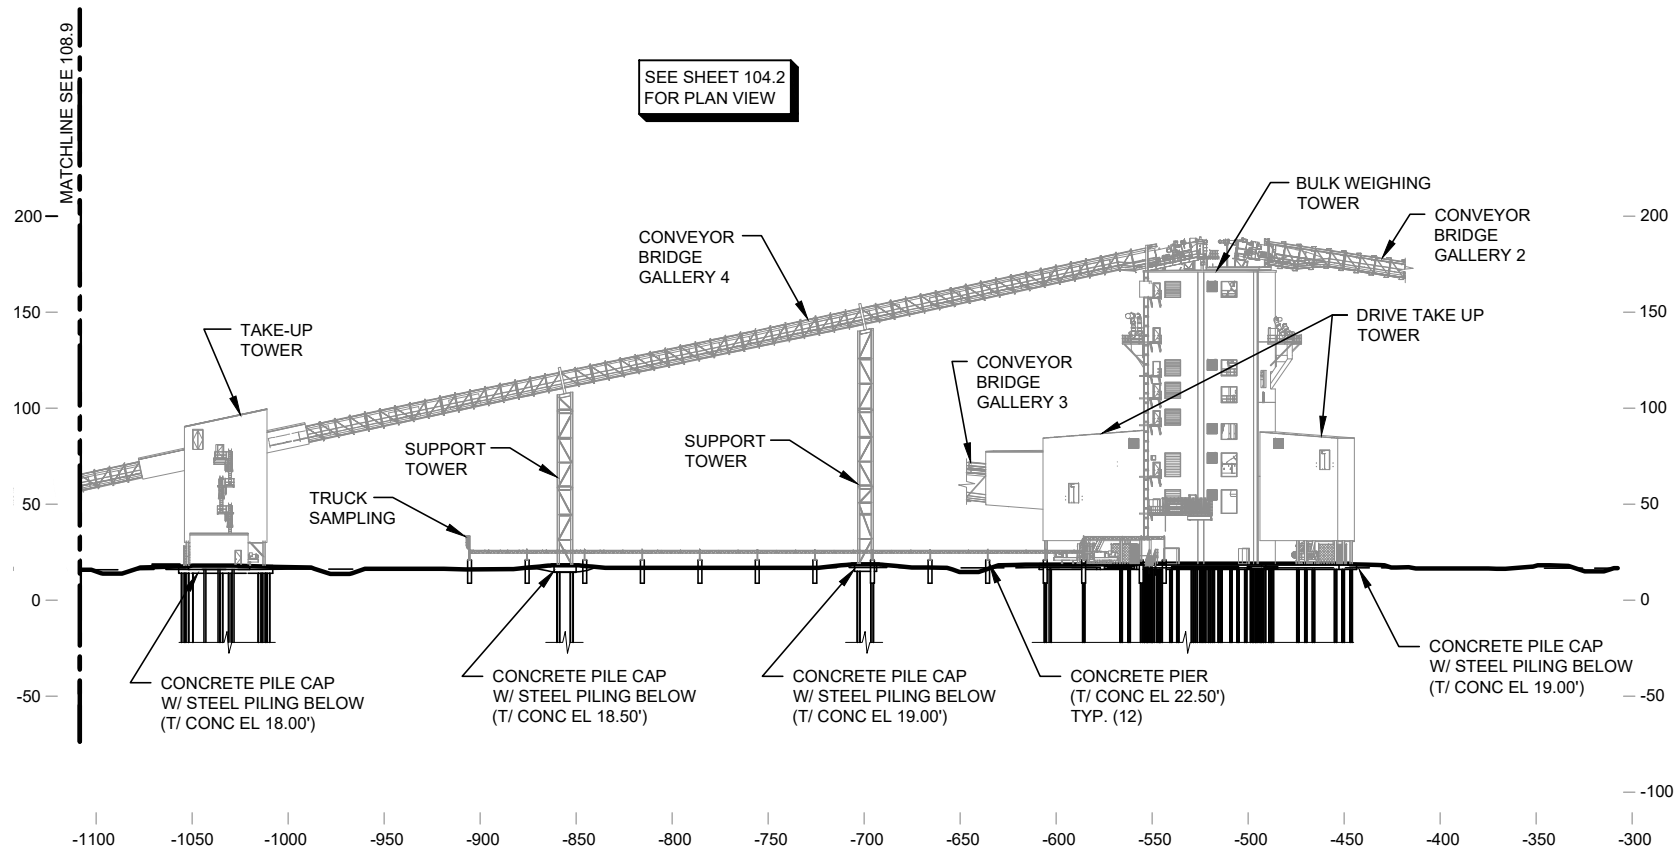 MATCHLINE SEE 108.9
SEE SHEET 104.2
FOR PLAN VIEW
BULK WEIGHING
TOWER
CONVEYOR
BRIDGE
GALLERY 2
CONVEYOR
BRIDGE
GALLERY 4
TAKE-UP
TOWER
DRIVE TAKE UP
TOWER
CONVEYOR
BRIDGE
GALLERY 3
SUPPORT
TOWER
SUPPORT
TOWER
TRUCK
SAMPLING
200
150
100
50
0
-50
200
150
100
50
0
-50
-100
CONCRETE PILE CAP
W/ STEEL PILING BELOW
(T/ CONC EL 18.00')
CONCRETE PILE CAP
W/ STEEL PILING BELOW
(T/ CONC EL 18.50')
CONCRETE PILE CAP
W/ STEEL PILING BELOW
(T/ CONC EL 19.00')
CONCRETE PIER
(T/ CONC EL 22.50')
TYP. (12)
CONCRETE PILE CAP
W/ STEEL PILING BELOW
(T/ CONC EL 19.00')
-1100 -1050 -1000 -950 -900 -850 -800 -750 -700 -650 -600 -550 -500 -450 -400 -350 -300